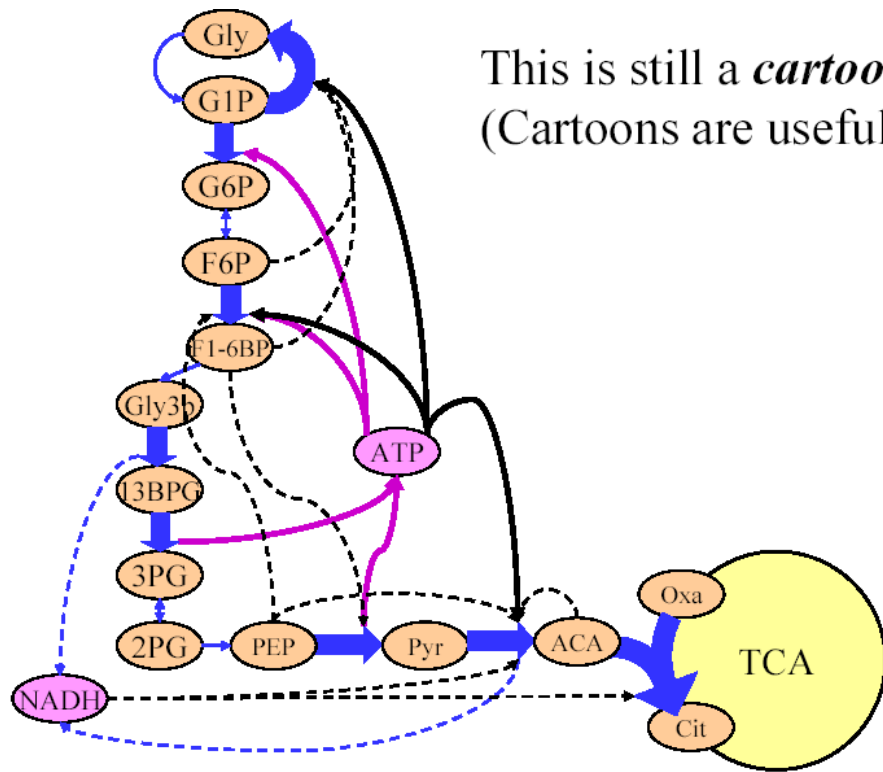 Gly
This is still a cartoo
(Cartoons are useful
G1P
G6P
F6P
F1-6BP
Gly3p
ATP
13BPG
3PG
Oxa
2PG
PEP
Pyr
ACA
TCA
NADH
Cit